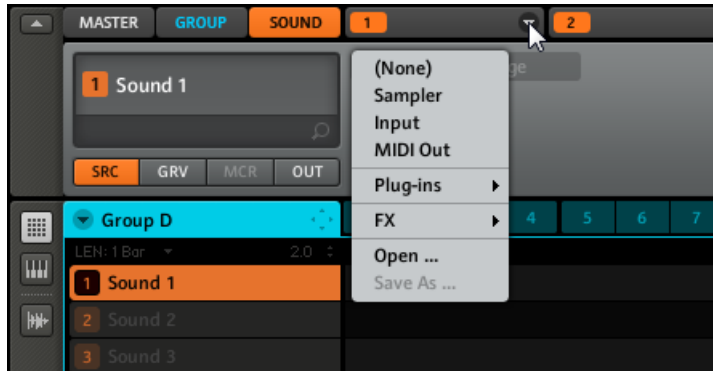 MASTER GROUP SOUND 1 2
1 Sound 1
(None)
Sampler
Input
MIDI Out
SRC GRV MCR OUT
Plug-ins
FX
Open ...
Save As ...
Group D 4 5 6 7
LEN: 1 Bar 2.0
1 Sound 1
2 Sound 2
3 Sound 3